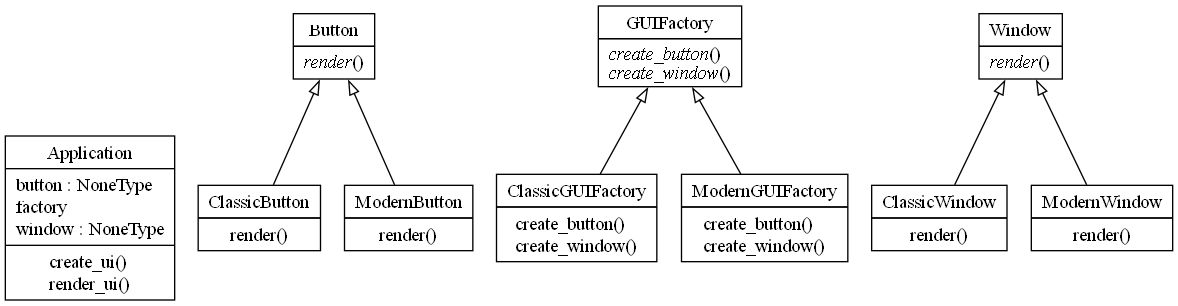 Button
render()
GUIFactory
create_button()
create_window()
Window
render()
Application
button : NoneType
factory
window : NoneType
create_ui()
render_ui()
ClassicButton
render()
ModernButton
render()
ClassicGUIFactory
create_button()
create_window()
ModernGUIFactory
create_button()
create_window()
ClassicWindow
render()
ModernWindow
render()